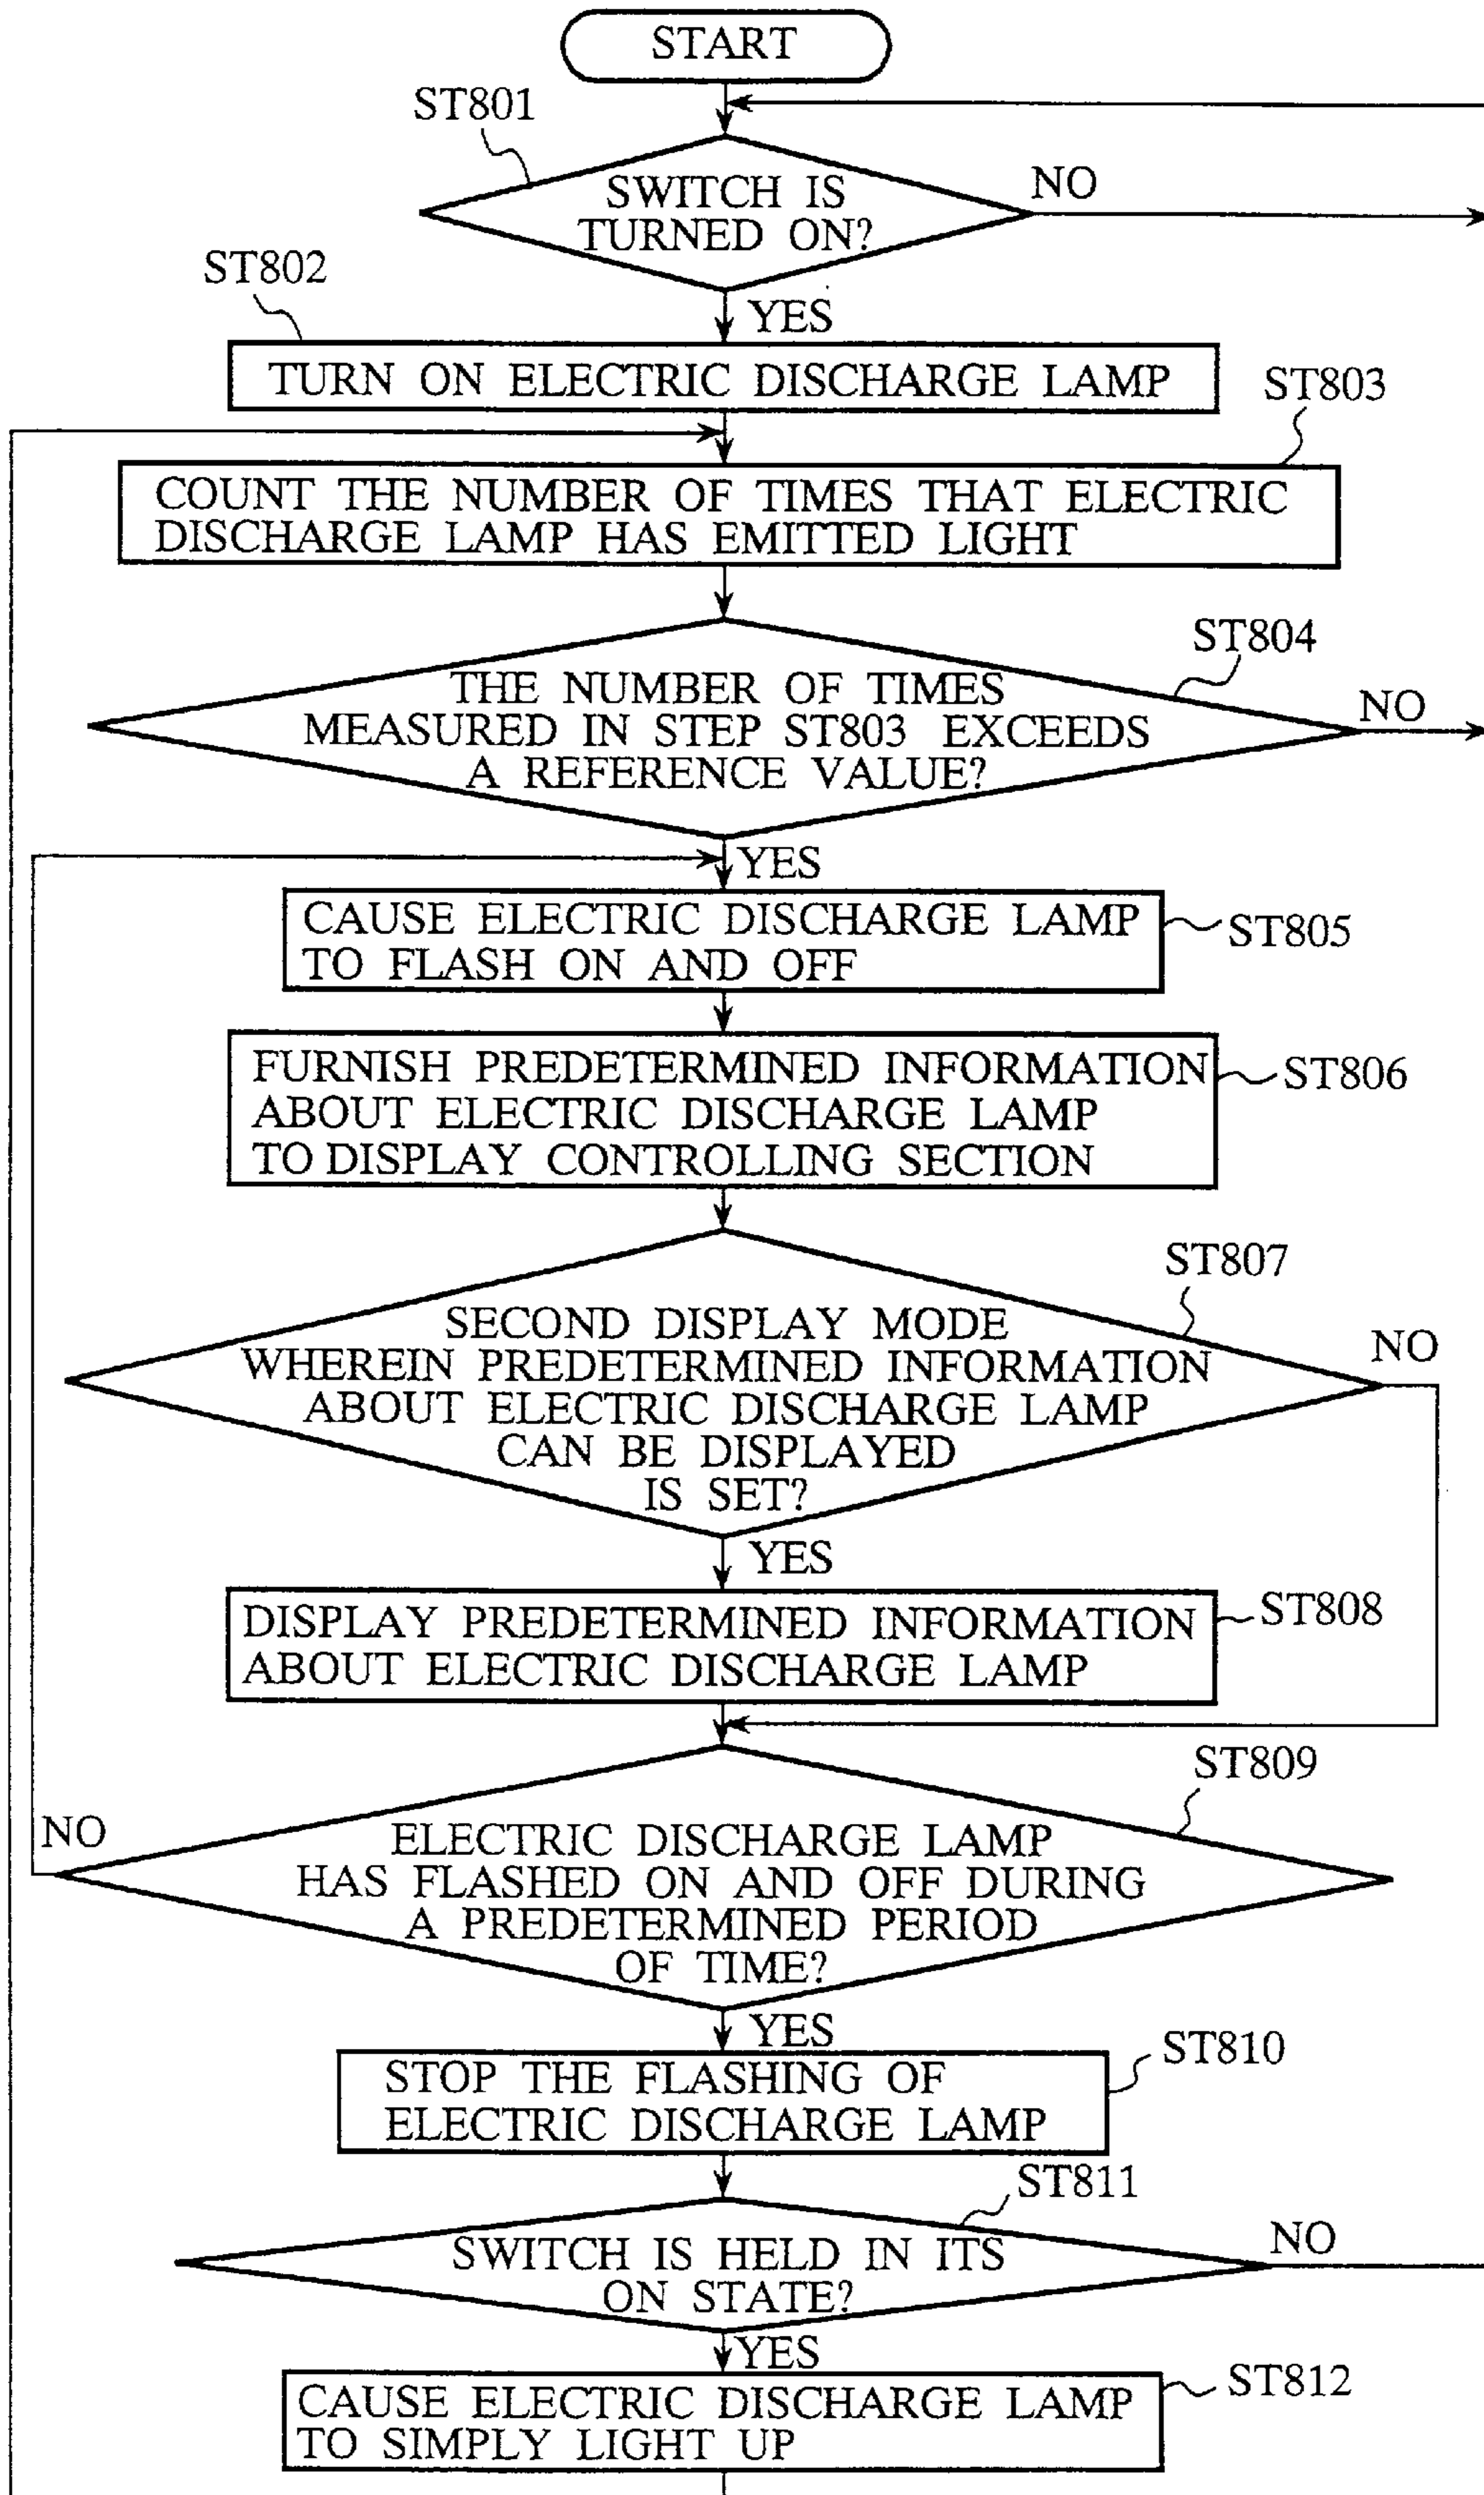 START
ST801
SWITCH IS
TURNED ON?
NO
ST802
YES
TURN ON ELECTRIC DISCHARGE LAMP
ST803
COUNT THE NUMBER OF TIMES THAT ELECTRIC
DISCHARGE LAMP HAS EMITTED LIGHT
ST804
THE NUMBER OF TIMES
MEASURED IN STEP ST803 EXCEEDS
A REFERENCE VALUE?
NO
YES
CAUSE ELECTRIC DISCHARGE LAMP
TO FLASH ON AND OFF
ST805
FURNISH PREDETERMINED INFORMATION
ABOUT ELECTRIC DISCHARGE LAMP
TO DISPLAY CONTROLLING SECTION
ST806
ST807
SECOND DISPLAY MODE
WHEREIN PREDETERMINED INFORMATION
ABOUT ELECTRIC DISCHARGE LAMP
CAN BE DISPLAYED
IS SET?
NO
YES
DISPLAY PREDETERMINED INFORMATION
ABOUT ELECTRIC DISCHARGE LAMP
ST808
ST809
NO
ELECTRIC DISCHARGE LAMP
HAS FLASHED ON AND OFF DURING
A PREDETERMINED PERIOD
OF TIME?
YES
STOP THE FLASHING OF
ELECTRIC DISCHARGE LAMP
ST810
ST811
SWITCH IS HELD IN ITS
ON STATE?
NO
YES
CAUSE ELECTRIC DISCHARGE LAMP
TO SIMPLY LIGHT UP
ST812